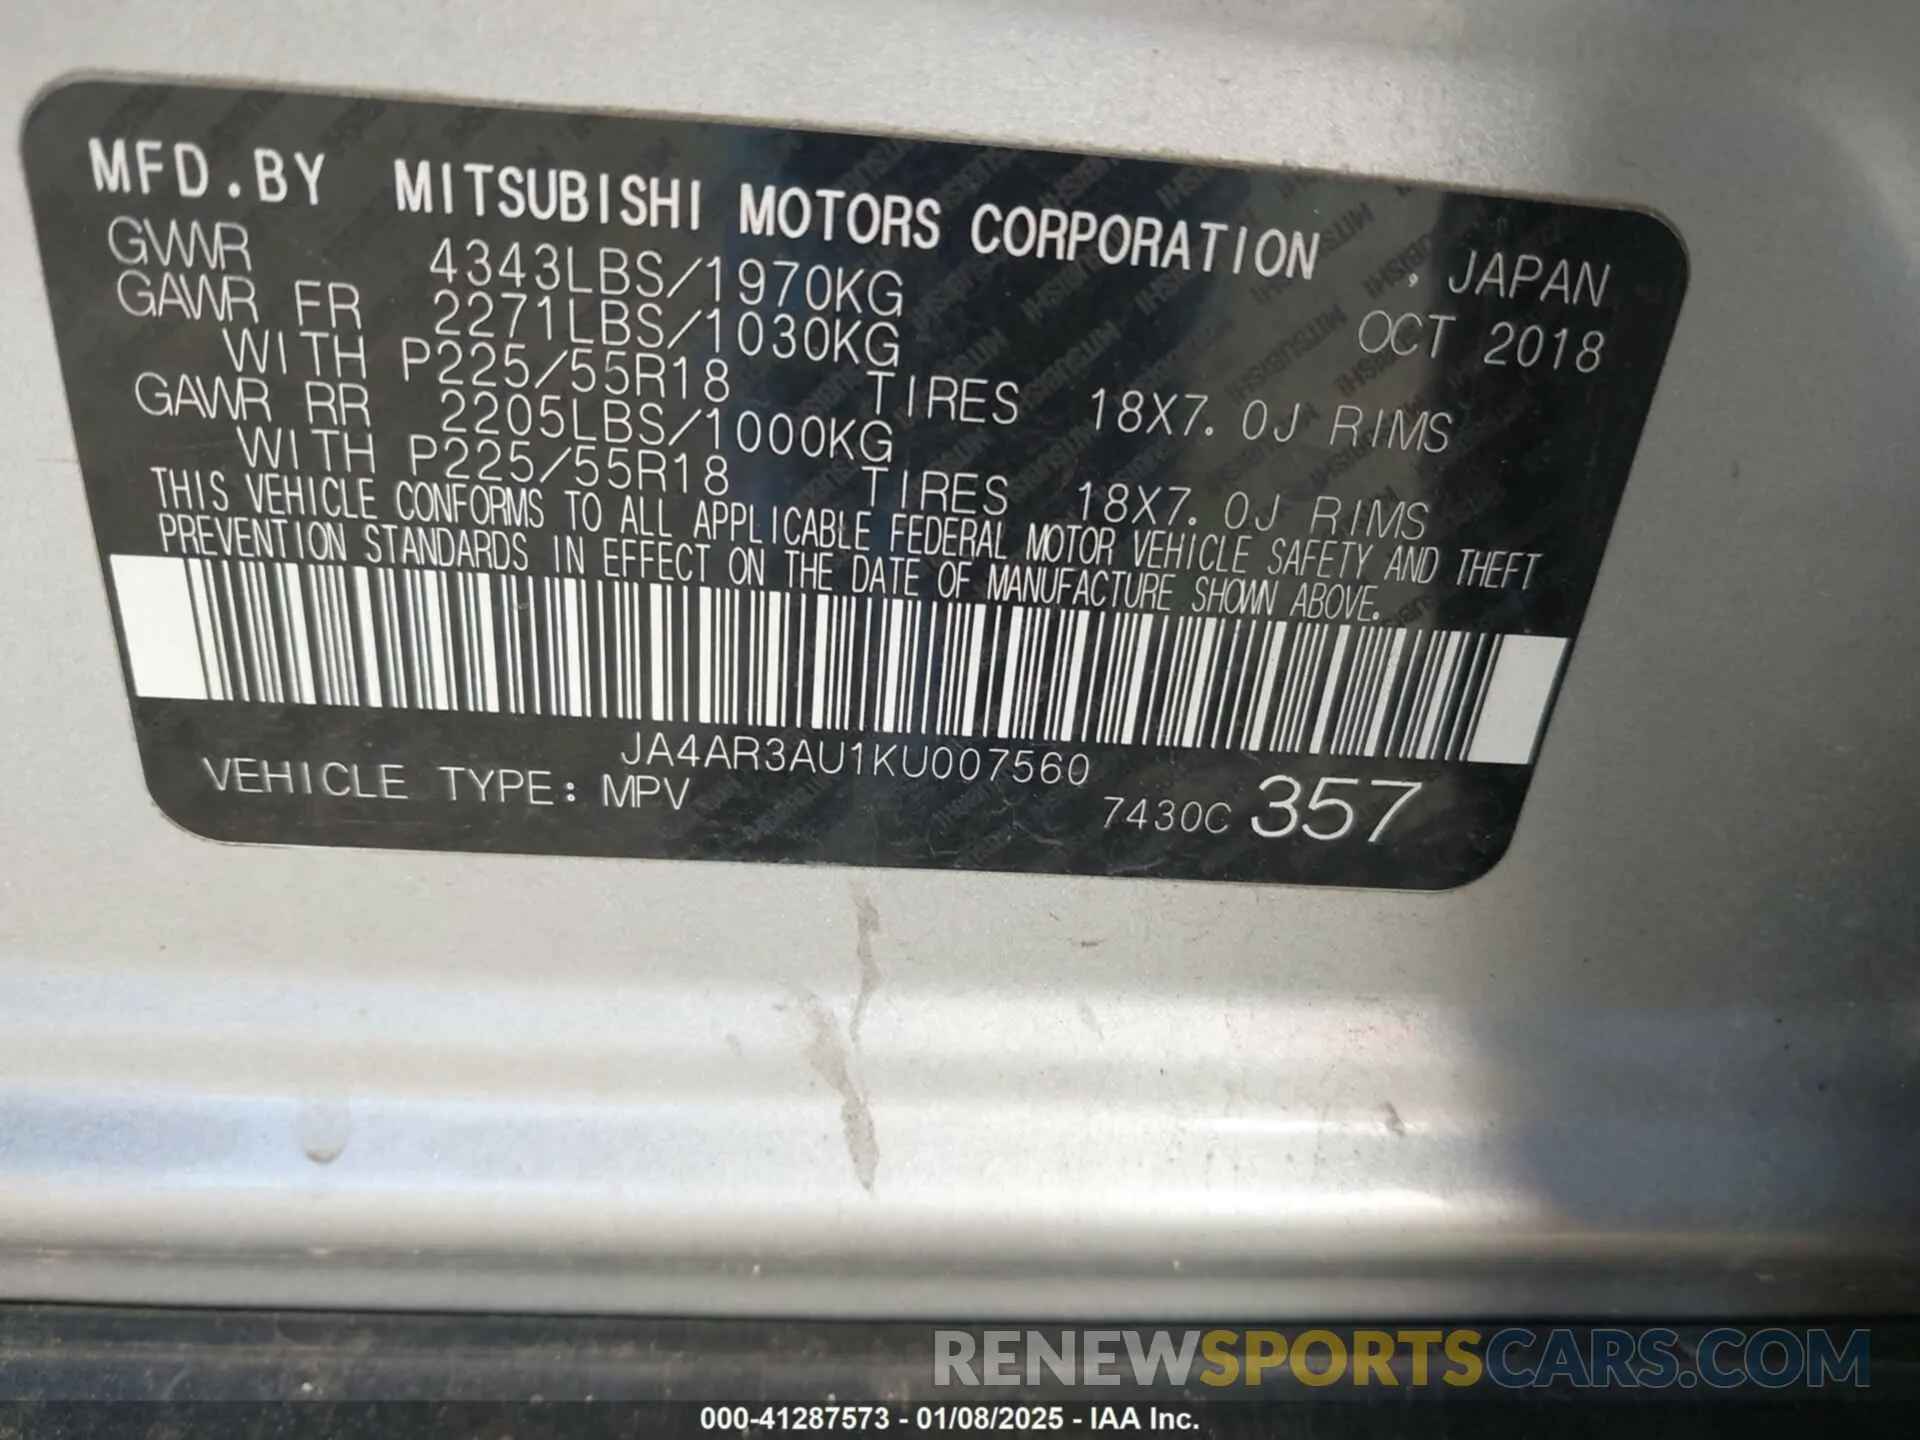 MFD.BY MITSUBISHI MOTORS CORPORATION , JAPAN
GVWR 4343LBS/1970KG OCT 2018
GAWR FR 2271LBS/1030KG
WITH P225/55R18 TIRES 18X7.0J RIMS
GAWR RR 2205LBS/1000KG
WITH P225/55R18 TIRES 18X7.0J RIMS
THIS VEHICLE CONFORMS TO ALL APPLICABLE FEDERAL MOTOR VEHICLE SAFETY AND THEFT
PREVENTION STANDARDS IN EFFECT ON THE DATE OF MANUFACTURE SHOWN ABOVE.
JA4AR3AU1KU007560
VEHICLE TYPE: MPV 7430C 357
RENEWSPORTSCARS.COM
000-41287573 - 01/08/2025 - IAA Inc.